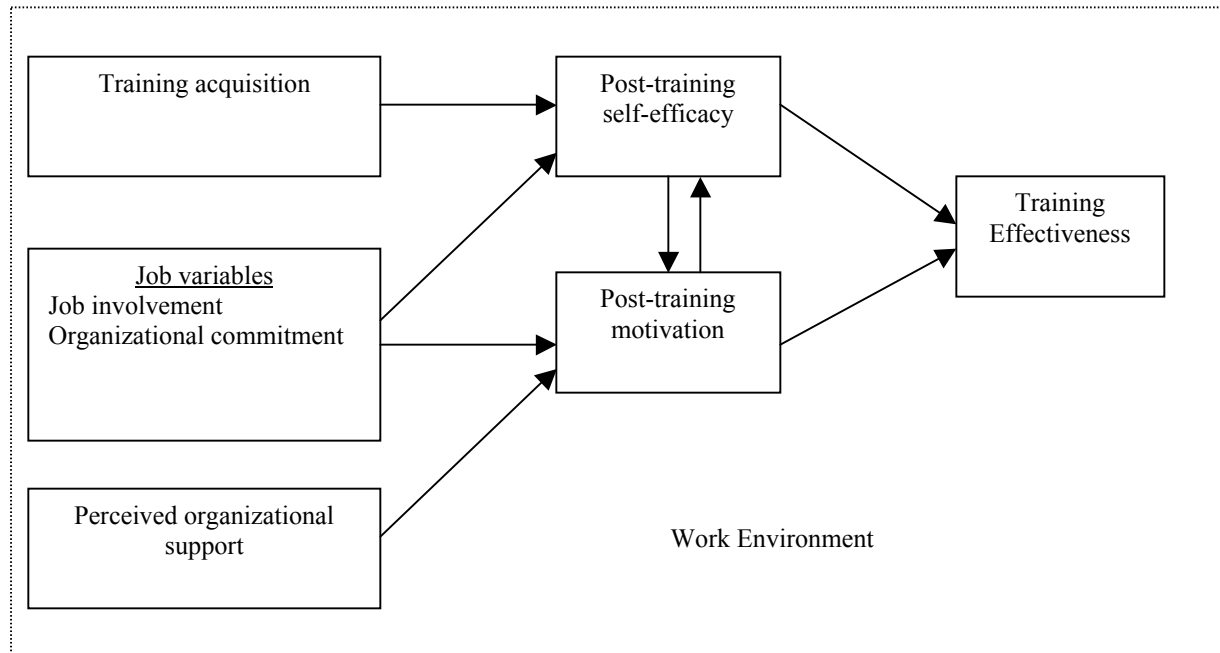 Training acquisition
Post-training
self-efficacy
Training
Effectiveness
Job variables
Job involvement
Organizational commitment
Post-training
motivation
Perceived organizational
support
Work Environment